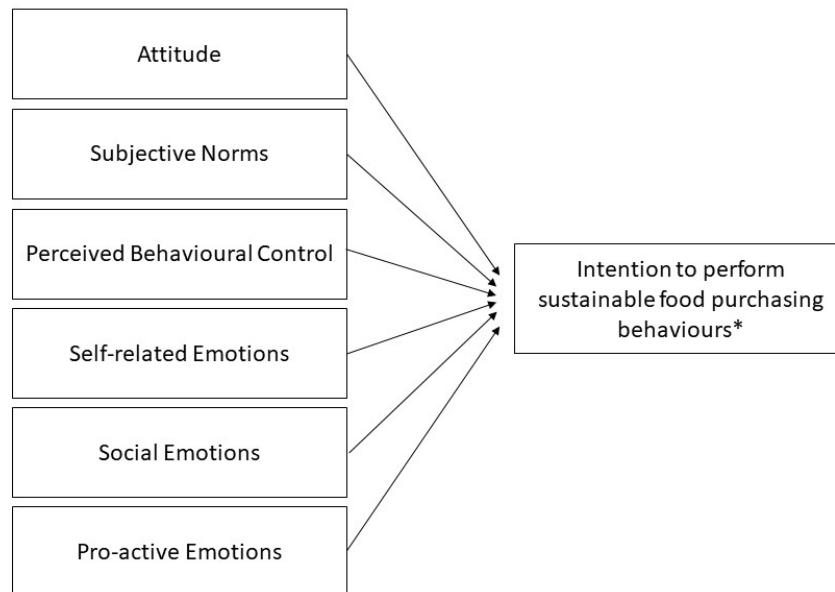 Attitude
Subjective Norms
Perceived Behavioural Control
Self-related Emotions
Social Emotions
Pro-active Emotions
Intention to perform
sustainable food purchasing
behaviours*